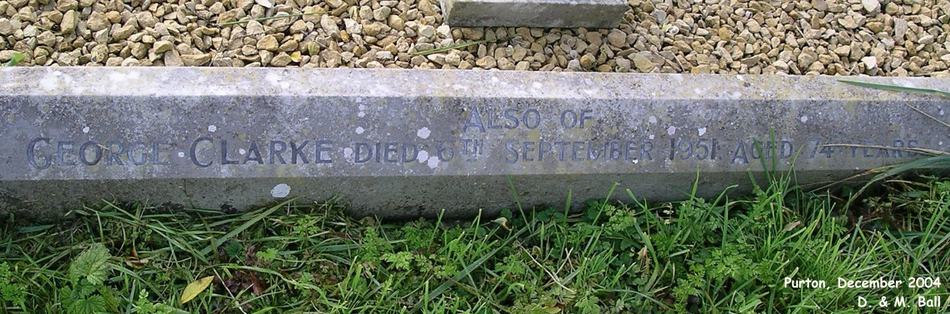 ALSO OF
GEORGE CLARKE DIED 6TH SEPTEMBER 1951 AGED 74 YEARS
Purton, December 2004
D. & M. Ball